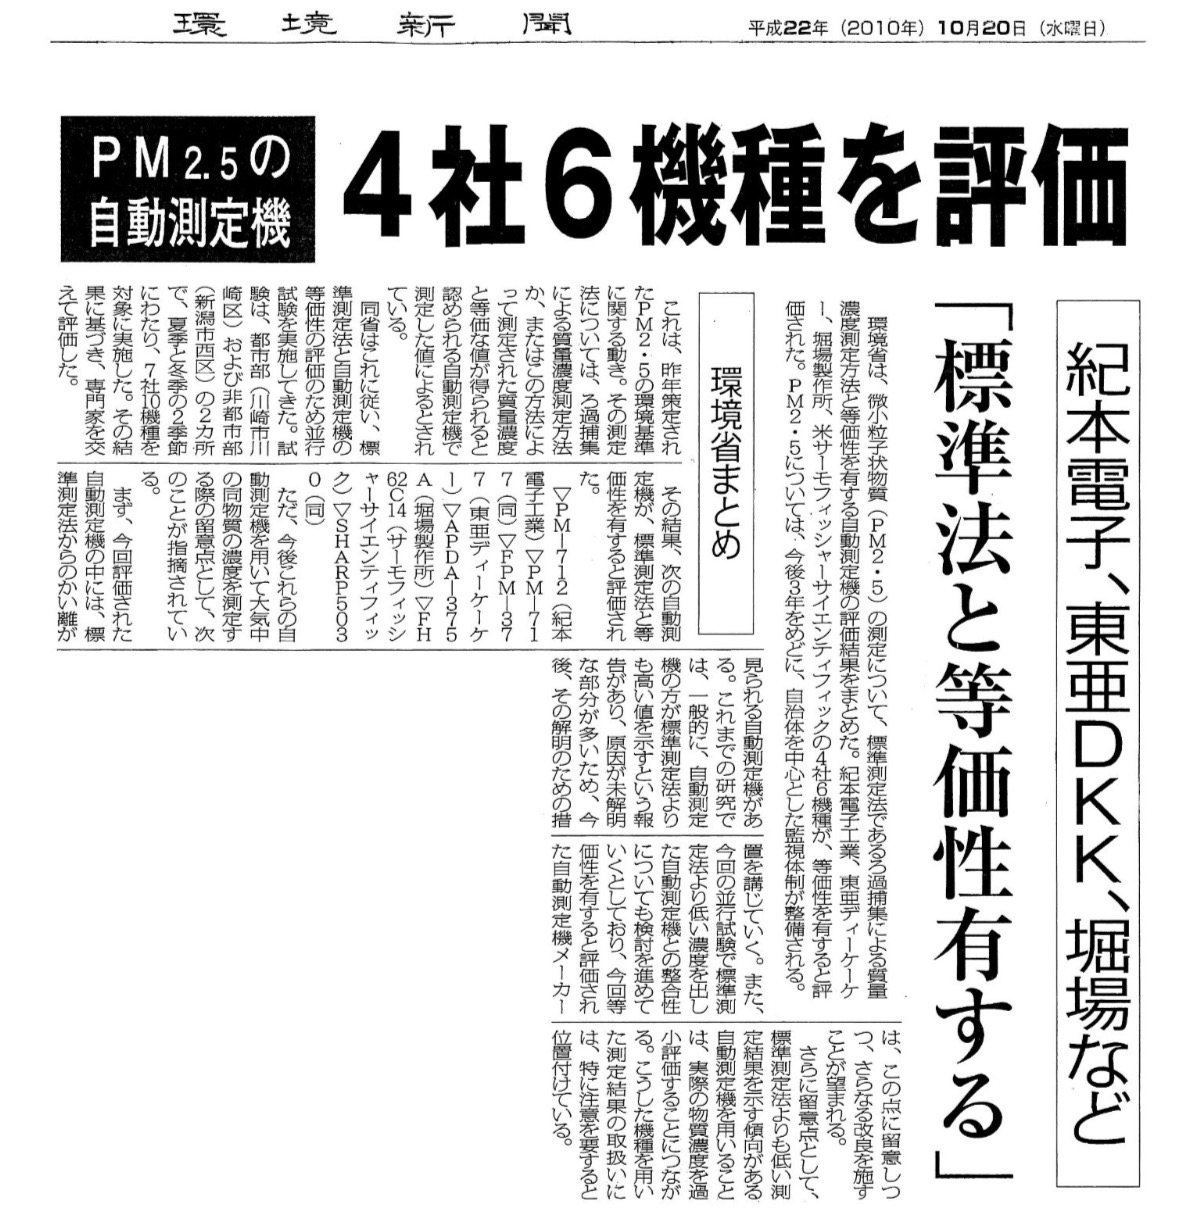 環境新聞
平成22年（2010年）10月20日（水曜日）
PM2.5の
自動測定機
4社6機種を評価
紀本電子、東亜DKK、堀場など
「標準法と等価性有する」
環境省は、微小粒子状物質（PM2・5）の測定について、標準測定法であるろ過捕集による質量
濃度測定方法と等価性を有する自動測定機の評価結果をまとめた。紀本電子工業、東亜ディーケーケ
ー、堀場製作所、米サーモフィッシャーサイエンティフィックの4社6機種が、等価性を有すると評
価された。PM2・5については、今後3年をめどに、自治体を中心とした監視体制が整備される。
環境省まとめ
これは、昨年策定され
たPM2・5の環境基準
に関する動き。その測定
法については、ろ過捕集
による質量濃度測定方法
か、またはこの方法によ
って測定された質量濃度
と等価な値が得られると
認められる自動測定機で
測定した値によるとされ
ている。
同省はこれに従い、標
準測定法と自動測定機の
等価性の評価のため並行
試験を実施してきた。試
験は、都市部（川崎市川
崎区）および非都市部
（新潟市西区）の2カ所
で、夏季と冬季の2季節
にわたり、7社10機種を
対象に実施した。その結
果に基づき、専門家を交
えて評価した。
その結果、次の自動測
定機が、標準測定法と等
価性を有すると評価され
た。
▽PM―712（紀本
電子工業）▽PM―71
7（同）▽FPM―37
7（東亜ディーケーケ
ー）▽APDA―375
A（堀場製作所）▽FH
62C14（サーモフィッシ
ャーサイエンティフィッ
ク）▽SHARP503
0（同）
ただ、今後これらの自
動測定機を用いて大気中
の同物質の濃度を測定す
る際の留意点として、次
のことが指摘されてい
る。
まず、今回評価された
自動測定機の中には、標
準測定法からのかい離が
見られる自動測定機があ
る。これまでの研究で
は、一般的に、自動測定
機の方が標準測定法より
も高い値を示すという報
告があり、原因が未解明
な部分が多いため、今
後、その解明のための措
置を講じていく。また、
今回の並行試験で標準測
定法より低い濃度を出し
た自動測定機との整合性
についても検討を進めて
いくとしており、今回等
価性を有すると評価され
た自動測定機メーカー
は、この点に留意しつ
つ、さらなる改良を施す
ことが望まれる。
さらに留意点として、
標準測定法よりも低い測
定結果を示す傾向がある
自動測定機を用いること
は、実際の物質濃度を過
小評価することにつなが
る。こうした機種を用い
た測定結果の取扱いに
は、特に注意を要すると
位置付けている。